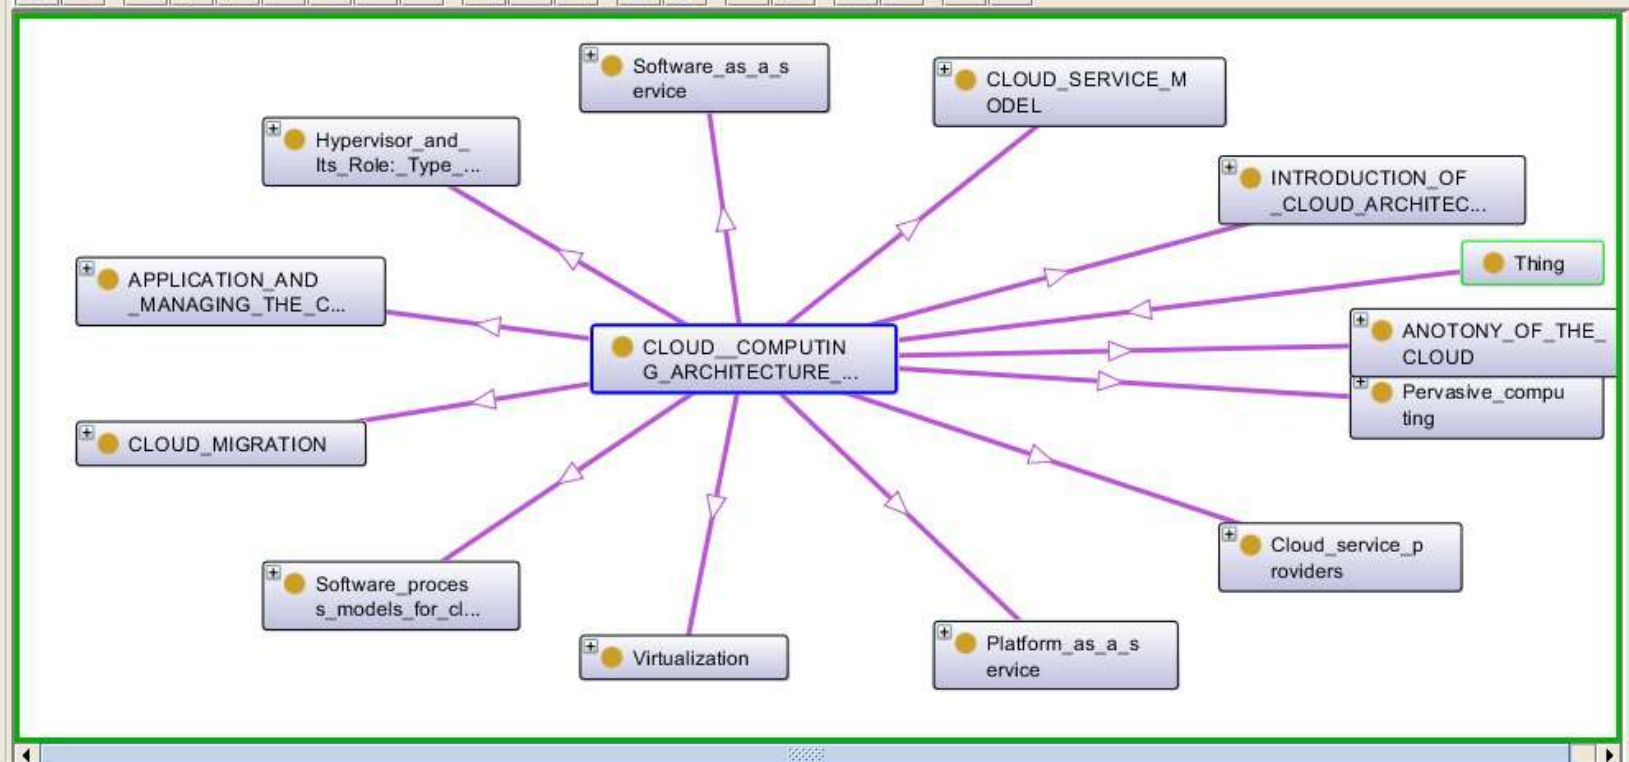 Software_as_a_s
ervice
CLOUD_SERVICE_M
ODEL
Hypervisor_and_
Its_Role:_Type_...
INTRODUCTION_OF
_CLOUD_ARCHITEC...
Thing
APPLICATION_AND
_MANAGING_THE_C...
ANOTONY_OF_THE_
CLOUD
CLOUD__COMPUTIN
G_ARCHITECTURE_...
Pervasive_compu
ting
CLOUD_MIGRATION
Cloud_service_p
roviders
Software_proces
s_models_for_cl...
Virtualization
Platform_as_a_s
ervice